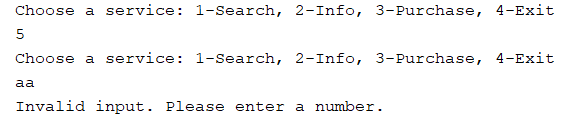 Choose a service: 1-Search, 2-Info, 3-Purchase, 4-Exit
5
Choose a service: 1-Search, 2-Info, 3-Purchase, 4-Exit
aa
Invalid input. Please enter a number.